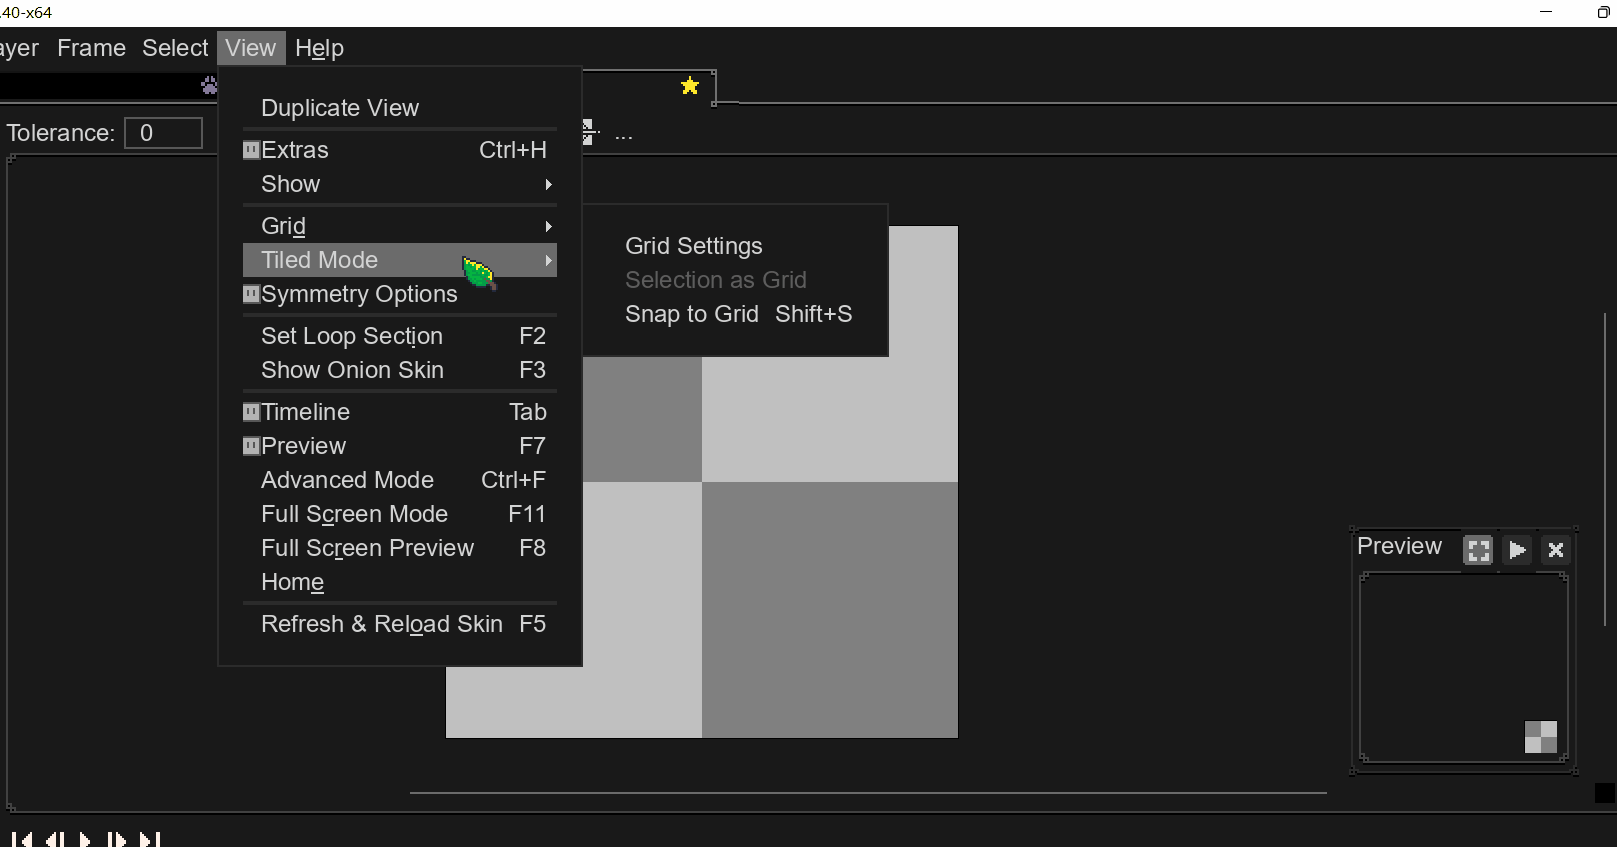 .40-x64
ayer Frame Select View Help
Tolerance: 0
...
Duplicate View
Extras Ctrl+H
Show
Grid
Tiled Mode
Symmetry Options
Set Loop Section F2
Show Onion Skin F3
Timeline Tab
Preview F7
Advanced Mode Ctrl+F
Full Screen Mode F11
Full Screen Preview F8
Home
Refresh & Reload Skin F5
Grid Settings
Selection as Grid
Snap to Grid Shift+S
Preview